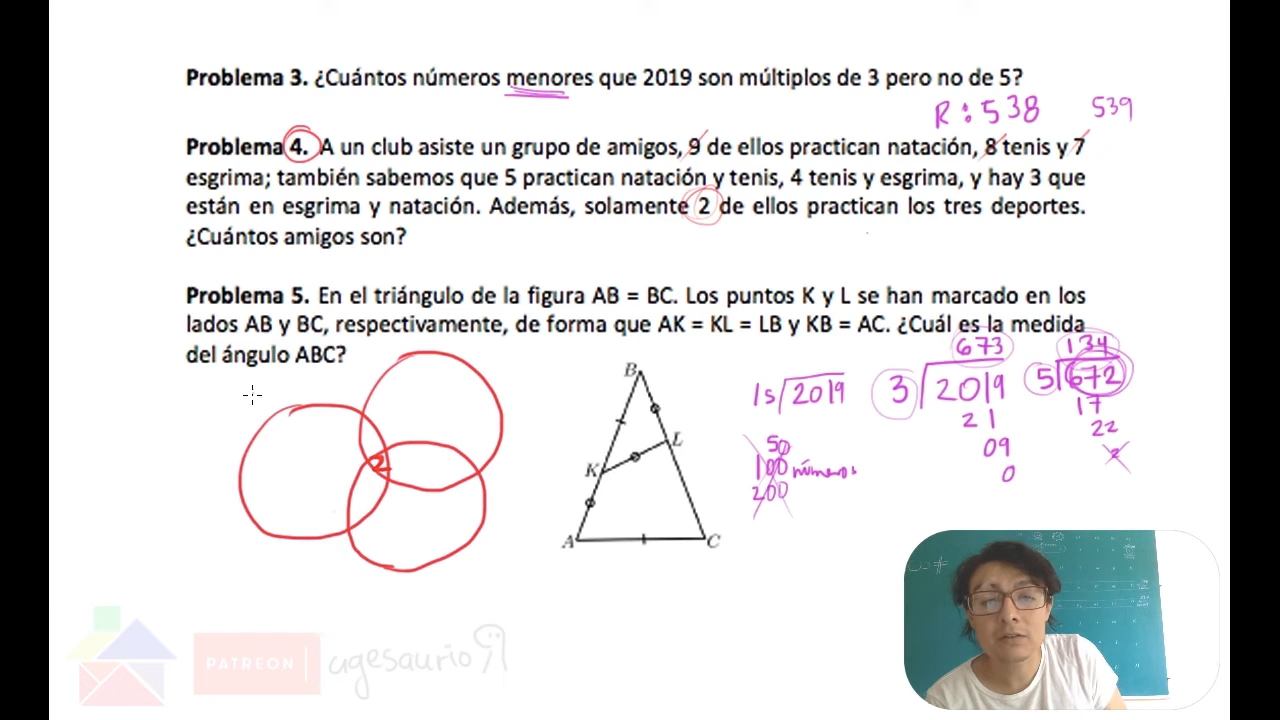 Problema 3. ¿Cuántos números menores que 2019 son múltiplos de 3 pero no de 5?
R: 538 539
Problema 4. A un club asiste un grupo de amigos, 9 de ellos practican natación, 8 tenis y 7
esgrima; también sabemos que 5 practican natación y tenis, 4 tenis y esgrima, y hay 3 que
están en esgrima y natación. Además, solamente 2 de ellos practican los tres deportes.
¿Cuántos amigos son?
Problema 5. En el triángulo de la figura AB = BC. Los puntos K y L se han marcado en los
lados AB y BC, respectivamente, de forma que AK = KL = LB y KB = AC. ¿Cuál es la medida
del ángulo ABC?
2
B
L
K
A
C
15 2019
50
100 números
200
673
3 2019
21
09
0
134
5 672
17
22
2
PATREON
agesaurio